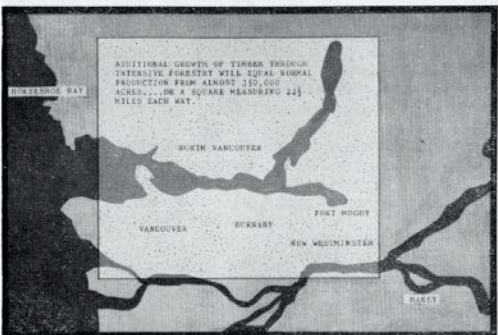 ADDITIONAL GROWTH OF TIMBER THROUGH
INTENSIVE FORESTRY WILL EQUAL NORMAL
PRODUCTION FROM ALMOST 350,000
ACRES....OR A SQUARE MEASURING 22½
MILES EACH WAY.
HORSESHOE BAY
NORTH VANCOUVER
PORT MOODY
VANCOUVER
BURNABY
NEW WESTMINSTER
HANEY